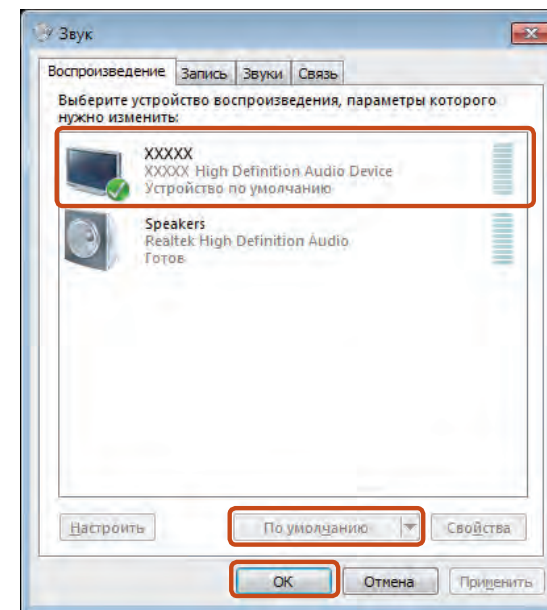 Звук
Воспроизведение Запись Звуки Связь
Выберите устройство воспроизведения, параметры которого
нужно изменить:
XXXXX
XXXXX High Definition Audio Device
Устройство по умолчанию
Speakers
Realtek High Definition Audio
Готов
Настроить По умолчанию Свойства
ОК Отмена Применить